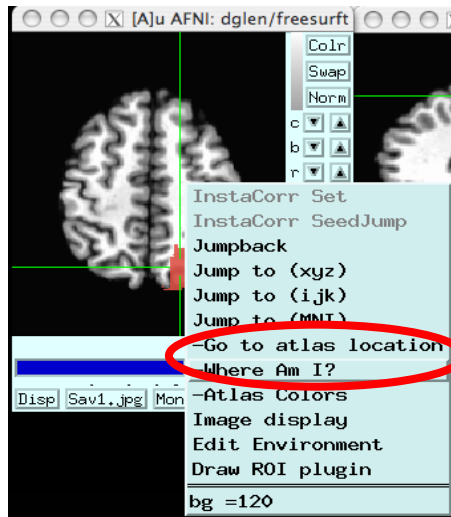 [A]u AFNI: dglen/freesurft
Colr
Swap
Norm
c
b
r
InstaCorr Set
InstaCorr SeedJump
Jumpback
Jump to (xyz)
Jump to (ijk)
Jump to (MNI)
-Go to atlas location
-Where Am I?
-Atlas Colors
Image display
Edit Environment
Draw ROI plugin
bg =120
Disp Sav1.jpg Mon